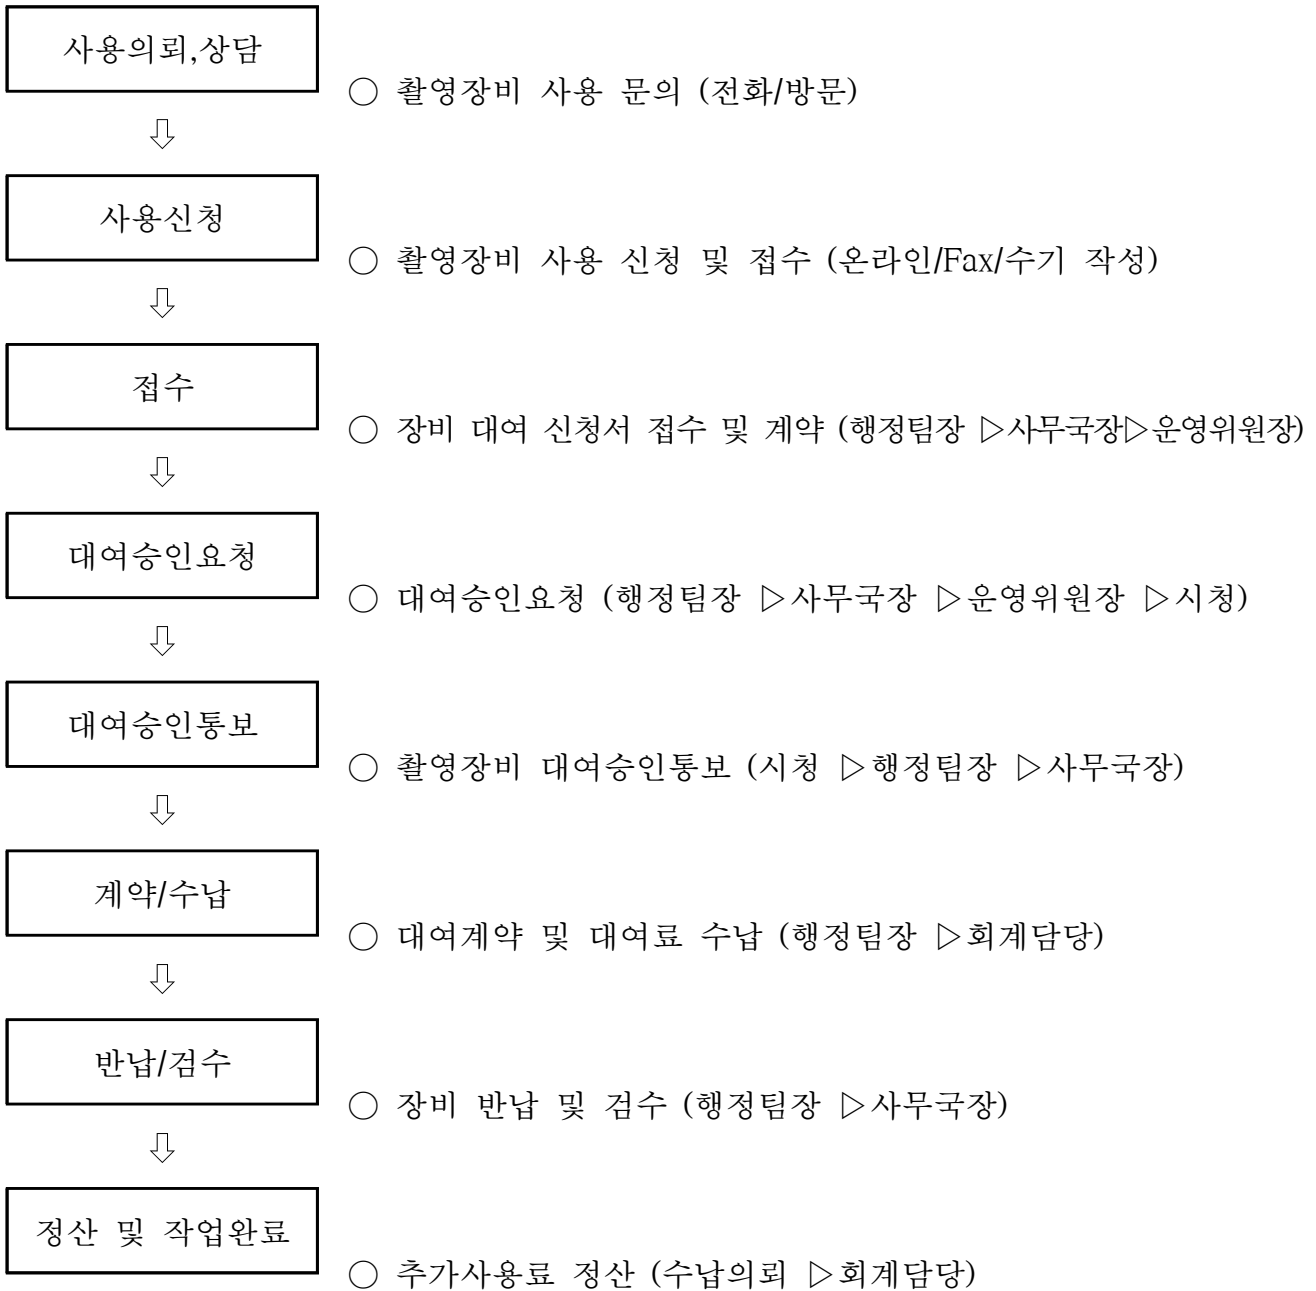 사용의뢰,상담
○ 촬영장비 사용 문의 (전화/방문)
⇩
사용신청
○ 촬영장비 사용 신청 및 접수 (온라인/Fax/수기 작성)
⇩
접수
○ 장비 대여 신청서 접수 및 계약 (행정팀장 ▷사무국장▷운영위원장)
⇩
대여승인요청
○ 대여승인요청 (행정팀장 ▷사무국장 ▷운영위원장 ▷시청)
⇩
대여승인통보
○ 촬영장비 대여승인통보 (시청 ▷행정팀장 ▷사무국장)
⇩
계약/수납
○ 대여계약 및 대여료 수납 (행정팀장 ▷회계담당)
⇩
반납/검수
○ 장비 반납 및 검수 (행정팀장 ▷사무국장)
⇩
정산 및 작업완료
○ 추가사용료 정산 (수납의뢰 ▷회계담당)